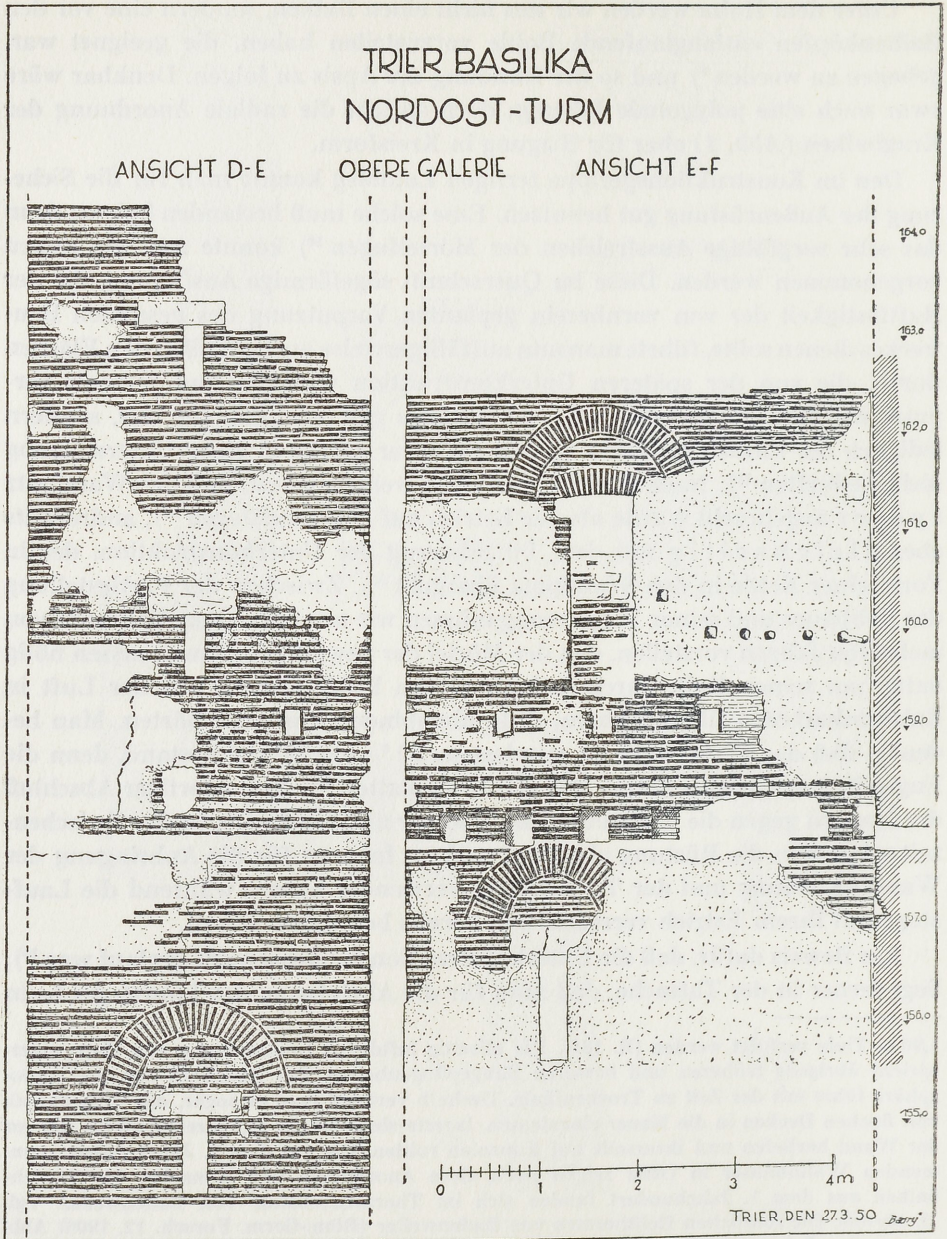 TRIER BASILIKA
NORDOST-TURM
ANSICHT D-E OBERE GALERIE ANSICHT E-F
164,0
163,0
162,0
161,0
160,0
159,0
157,0
156,0
155,0
0 1 2 3 4m
TRIER, DEN 27.3.50